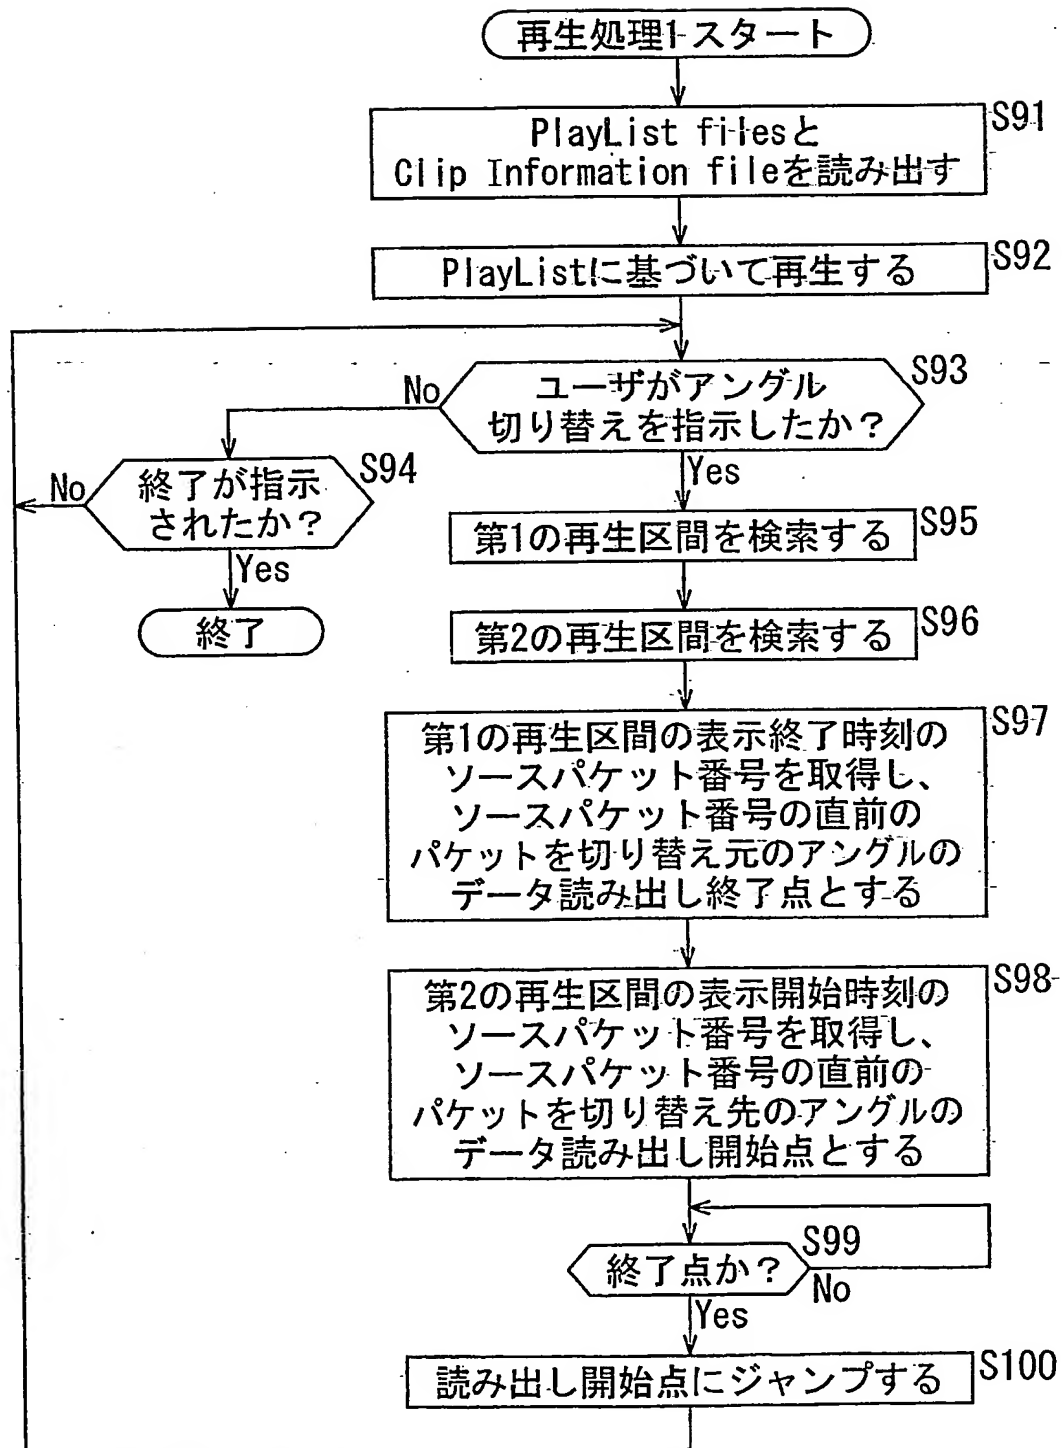 再生処理1 スタート
S91
PlayList filesと
Clip Information fileを読み出す
S92
PlayListに基づいて再生する
S93
ユーザがアングル
切り替えを指示したか？
No
Yes
S94
終了が指示
されたか？
No
Yes
終了
S95
第1の再生区間を検索する
S96
第2の再生区間を検索する
S97
第1の再生区間の表示終了時刻の
ソースパケット番号を取得し、
ソースパケット番号の直前の
パケットを切り替え元のアングルの
データ読み出し終了点とする
S98
第2の再生区間の表示開始時刻の
ソースパケット番号を取得し、
ソースパケット番号の直前の
パケットを切り替え先のアングルの
データ読み出し開始点とする
S99
終了点か？
No
Yes
S100
読み出し開始点にジャンプする